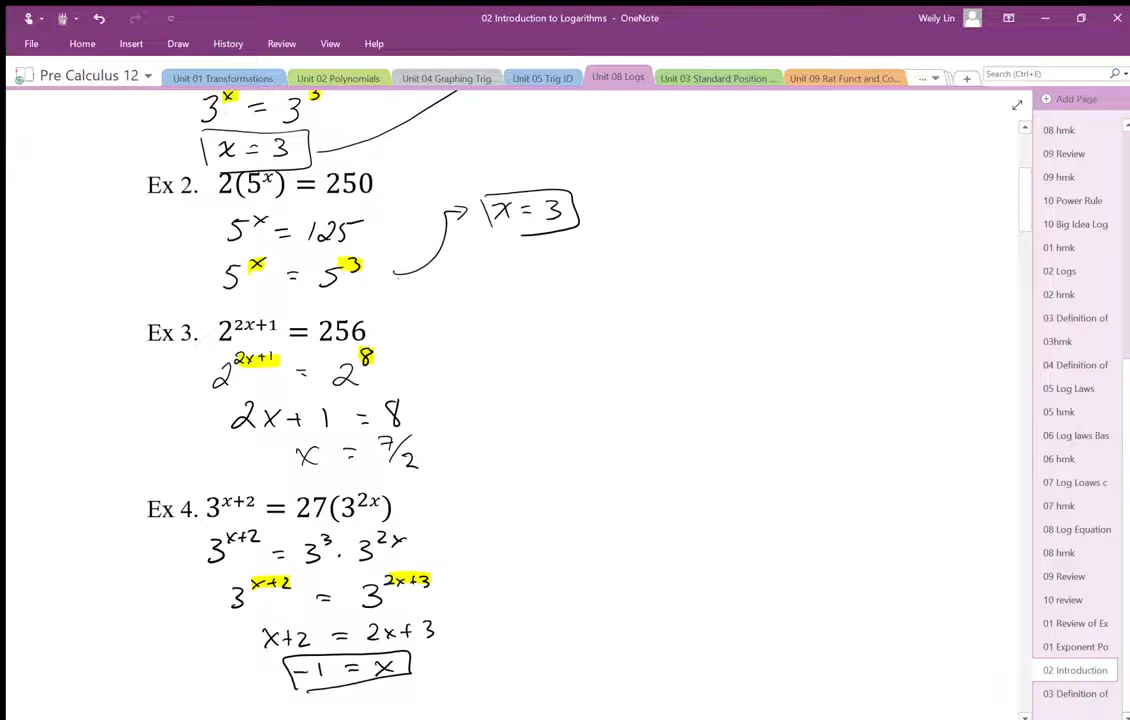 02 Introduction to Logarithms - OneNote
Weily Lin
File Home Insert Draw History Review View Help
Pre Calculus 12
Unit 01 Transformations
Unit 02 Polynomials
Unit 04 Graphing Trig...
Unit 05 Trig ID
Unit 08 Logs
Unit 03 Standard Position ...
Unit 09 Rat Funct and Co...
...
Search (Ctrl+E)
3^x = 3^3
x = 3
Ex 2. 2(5^x) = 250
5^x = 125
x = 3
5^x = 5^3
Ex 3. 2^{2x+1} = 256
2^{2x+1} = 2^8
2x + 1 = 8
x = 7/2
Ex 4. 3^{x+2} = 27(3^{2x})
3^{x+2} = 3^3 · 3^{2x}
3^{x+2} = 3^{2x+3}
x+2 = 2x+3
-1 = x
Add Page
08 hmk
09 Review
09 hmk
10 Power Rule
10 Big Idea Log
01 hmk
02 Logs
02 hmk
03 Definition of
03hmk
04 Definition of
05 Log Laws
05 hmk
06 Log laws Bas
06 hmk
07 Log Loaws c
07 hmk
08 Log Equation
08 hmk
09 Review
10 review
01 Review of Ex
01 Exponent Po
02 Introduction
03 Definition of